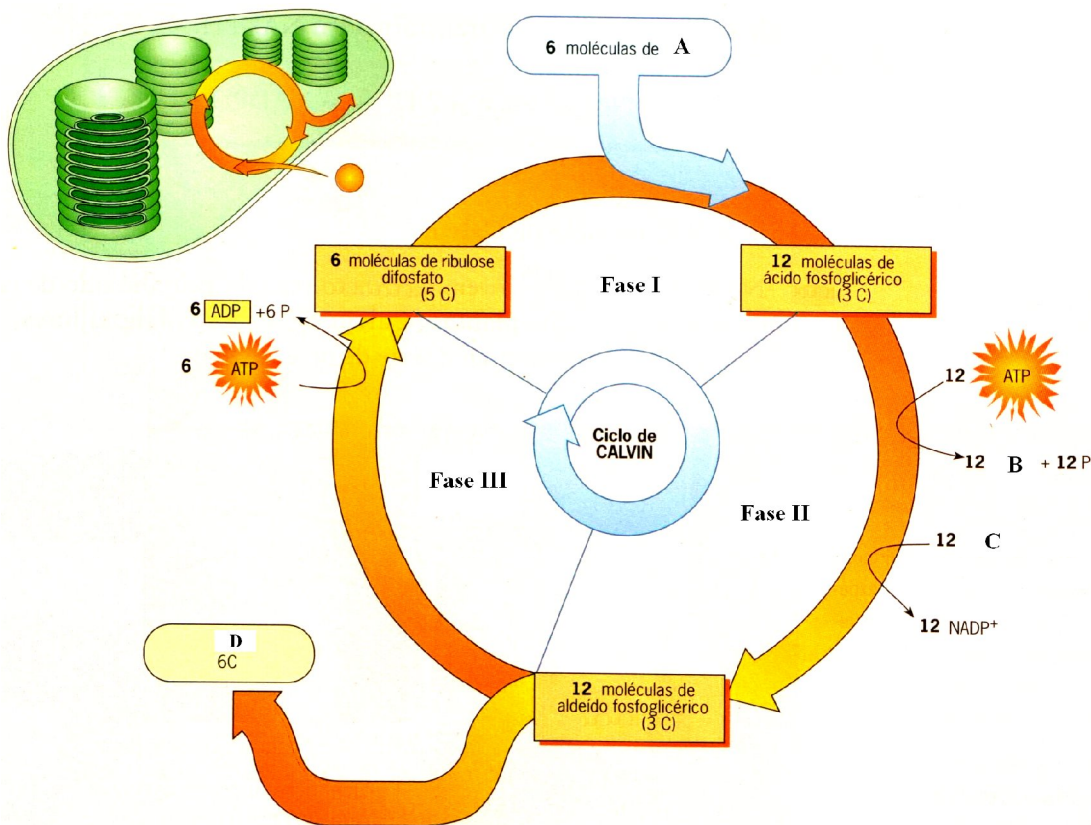 6 moléculas de A
6 moléculas de ribulose
difosfato
(5 C)
Fase I
12 moléculas de
ácido fosfoglicérico
(3 C)
6 ADP +6 P
6 ATP
12 ATP
12 B + 12 P
Ciclo de
CALVIN
Fase III
Fase II
12 C
12 NADP⁺
D
6C
12 moléculas de
aldeído fosfoglicérico
(3 C)